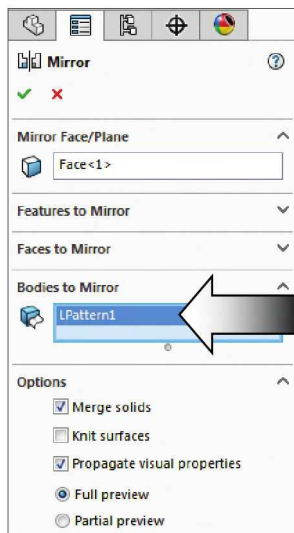 Mirror
Mirror Face/Plane
Face<1>
Features to Mirror
Faces to Mirror
Bodies to Mirror
LPattern1
Options
Merge solids
Knit surfaces
Propagate visual properties
Full preview
Partial preview